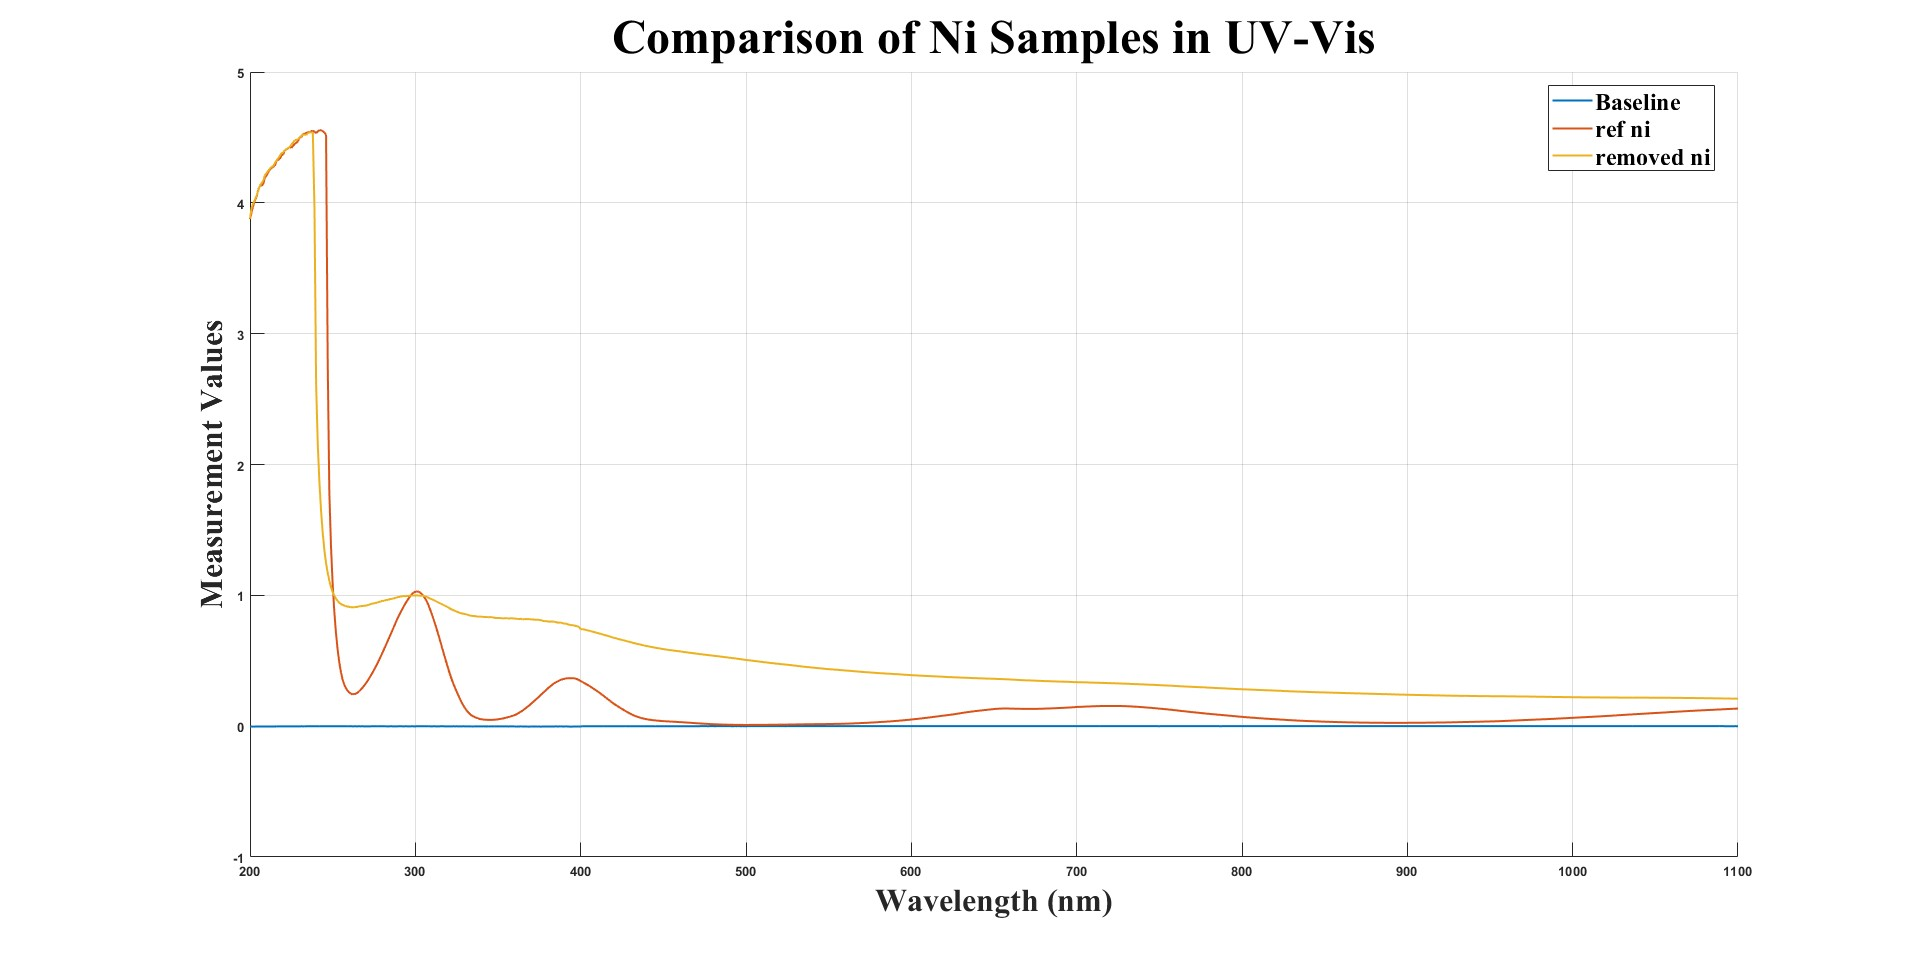 Comparison of Ni Samples in UV-Vis
5
4
3
2
1
0
-1
Measurement Values
Baseline
ref ni
removed ni
200 300 400 500 600 700 800 900 1000 1100
Wavelength (nm)